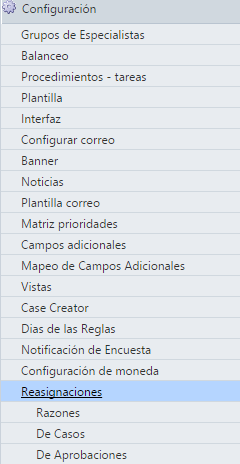 Configuración
Grupos de Especialistas
Balanceo
Procedimientos - tareas
Plantilla
Interfaz
Configurar correo
Banner
Noticias
Plantilla correo
Matriz prioridades
Campos adicionales
Mapeo de Campos Adicionales
Vistas
Case Creator
Dias de las Reglas
Notificación de Encuesta
Configuración de moneda
Reasignaciones
Razones
De Casos
De Aprobaciones